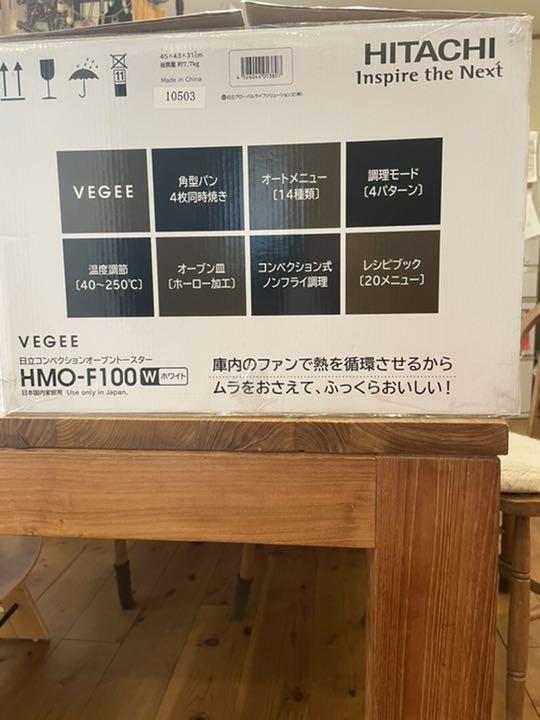 11
45×43×31cm
総質量 約7.7kg
Made in China
10503
HITACHI
Inspire the Next
VEGEE
角型パン
4枚同時焼き
オートメニュー
〔14種類〕
調理モード
〔4パターン〕
温度調節
〔40〜250℃〕
オーブン皿
〔ホーロー加工〕
コンベクション式
ノンフライ調理
レシピブック
〔20メニュー〕
VEGEE
日立コンベクションオーブントースター
HMO-F100 W ホワイト
日本国内家庭用 Use only in Japan.
庫内のファンで熱を循環させるから
ムラをおさえて、ふっくらおいしい!